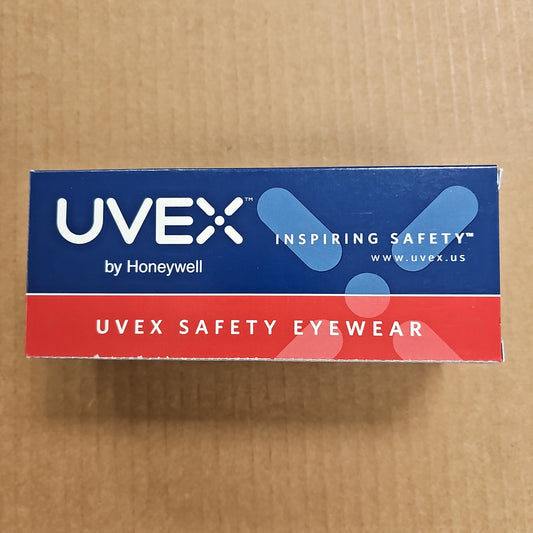 UVEX™
by Honeywell
INSPIRING SAFETY™
www.uvex.us
UVEX SAFETY EYEWEAR